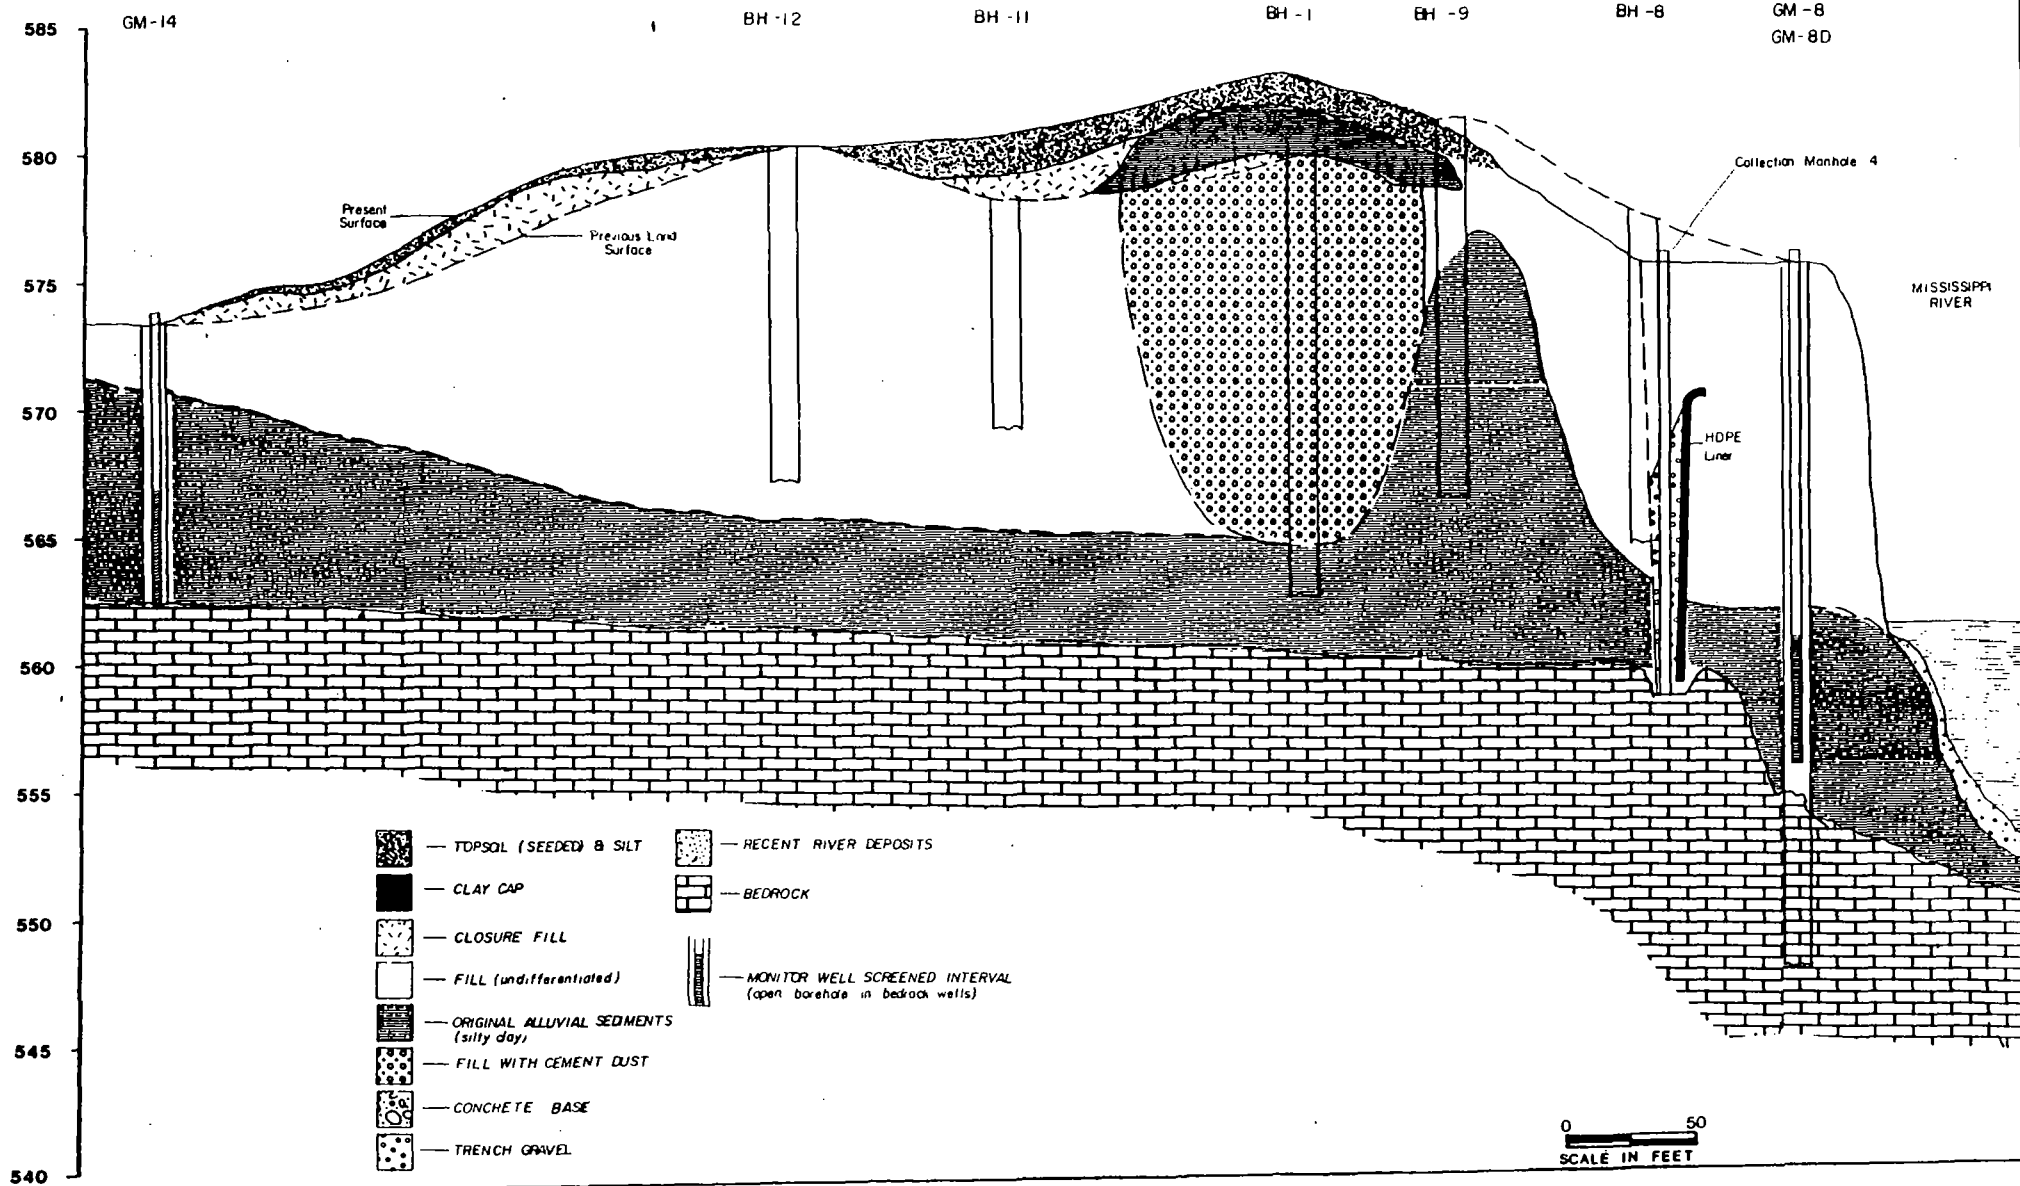 GM-14 BH-12 BH-11 BH-1 BH-9 BH-8 GM-8
GM-8D
585
580
575
570
565
560
555
550
545
540
Present
Surface
Previous Land
Surface
Collection Manhole 4
MISSISSIPPI
RIVER
HDPE
Liner
TOPSOIL (SEEDED) & SILT
CLAY CAP
CLOSURE FILL
FILL (undifferentiated)
ORIGINAL ALLUVIAL SEDIMENTS
(silty clay)
FILL WITH CEMENT DUST
CONCRETE BASE
TRENCH GRAVEL
RECENT RIVER DEPOSITS
BEDROCK
MONITOR WELL SCREENED INTERVAL
(open borehole in bedrock wells)
0 50
SCALE IN FEET